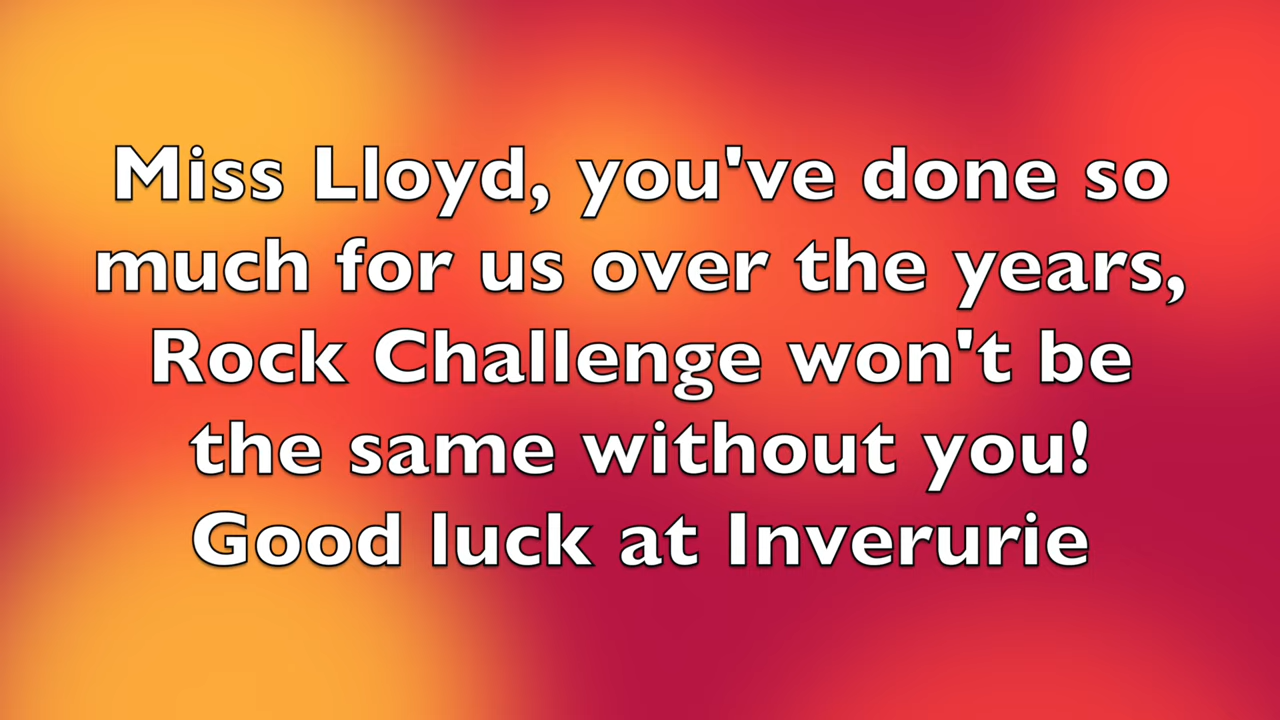 Miss Lloyd, you've done so
much for us over the years,
Rock Challenge won't be
the same without you!
Good luck at Inverurie